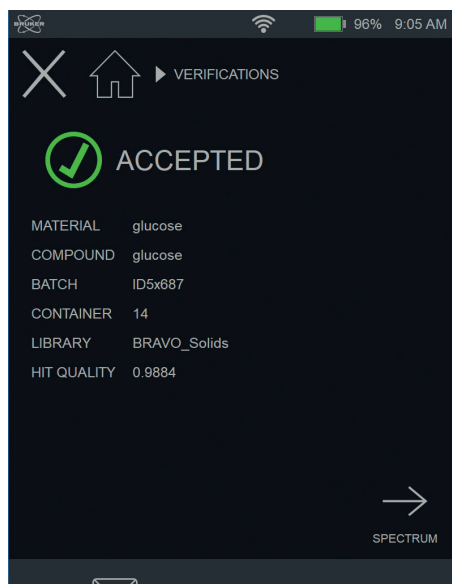 BRUKER
96% 9:05 AM
VERIFICATIONS
ACCEPTED
MATERIAL glucose
COMPOUND glucose
BATCH ID5x687
CONTAINER 14
LIBRARY BRAVO_Solids
HIT QUALITY 0.9884
SPECTRUM